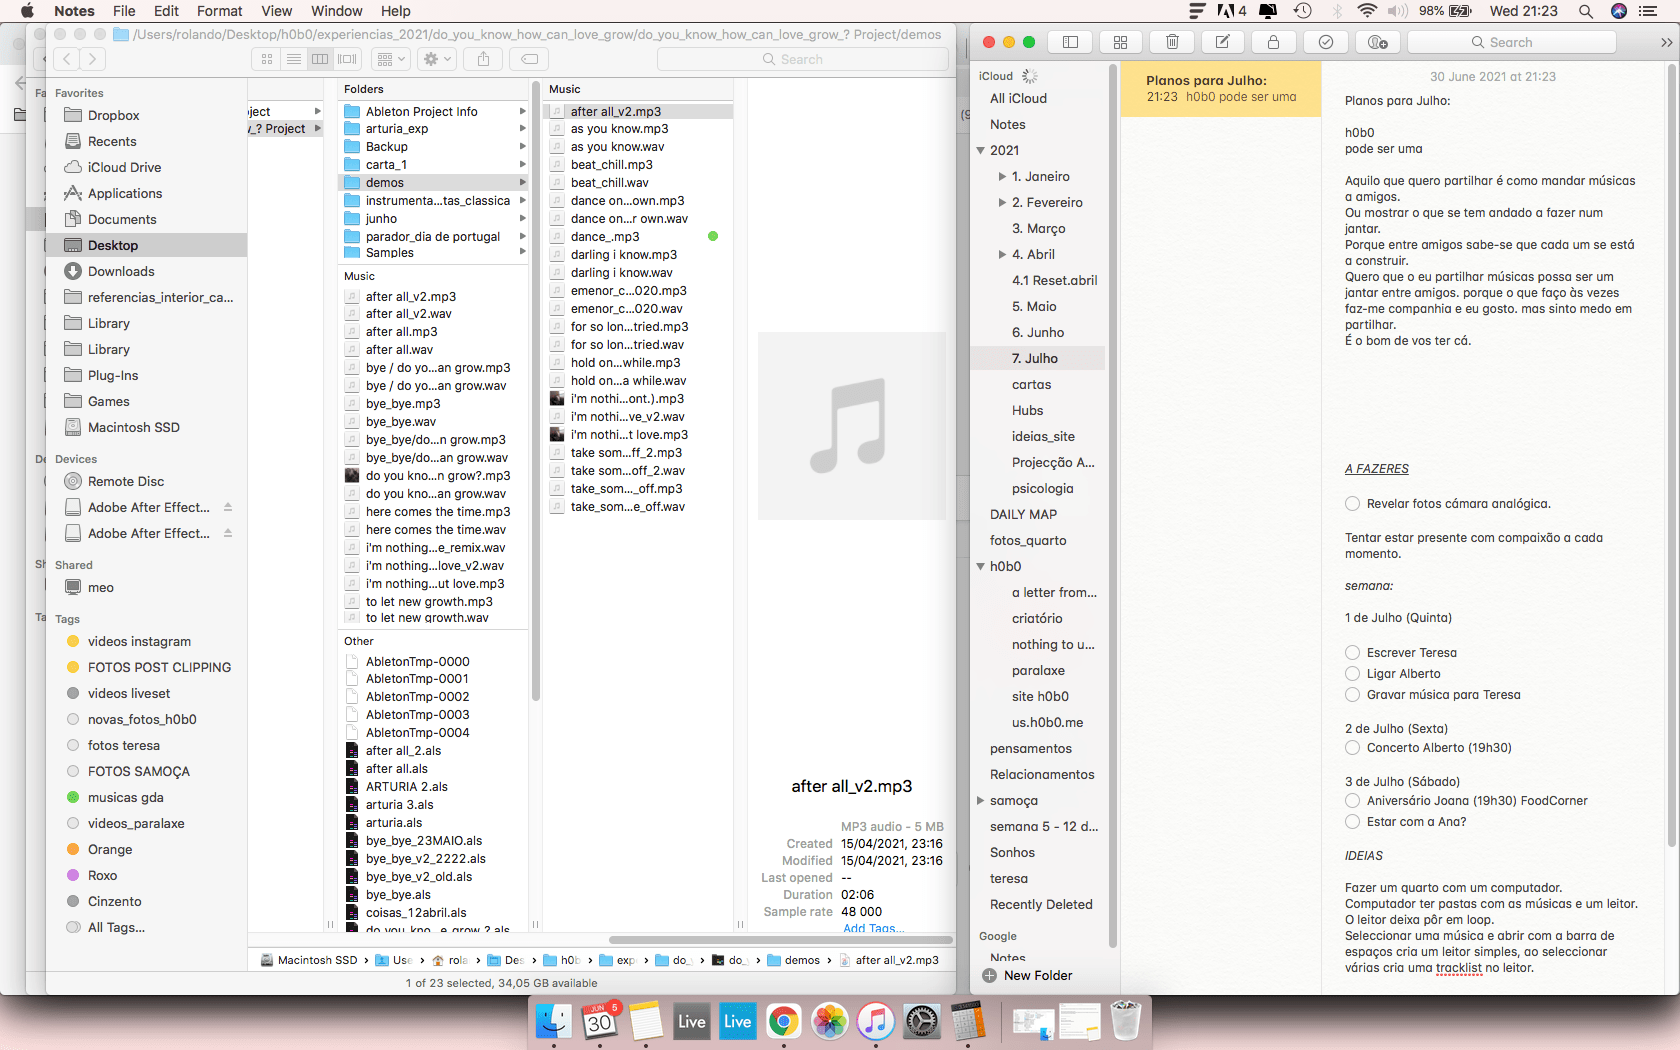 Notes File Edit Format View Window Help
4 98% Wed 21:23
/Users/rolando/Desktop/h0b0/experiencias_2021/do_you_know_how_can_love_grow/do_you_know_how_can_love_grow_? Project/demos
Search
Fa
De
Sh
Ta
Favorites
Dropbox
Recents
iCloud Drive
Applications
Documents
Desktop
Downloads
referencias_interior_ca...
Library
Library
Plug-Ins
Games
Macintosh SSD
Devices
Remote Disc
Adobe After Effect...
Adobe After Effect...
Shared
meo
Tags
videos instagram
FOTOS POST CLIPPING
videos liveset
novas_fotos_h0b0
fotos teresa
FOTOS SAMOÇA
musicas gda
videos_paralaxe
Orange
Roxo
Cinzento
All Tags...
ject
_? Project
Folders
Ableton Project Info
arturia_exp
Backup
carta_1
demos
instrumenta...tas_classica
junho
parador_dia de portugal
Samples
Music
after all_v2.mp3
after all_v2.wav
after all.mp3
after all.wav
bye / do yo...an grow.mp3
bye / do yo...an grow.wav
bye_bye.mp3
bye_bye.wav
bye_bye/do...n grow.mp3
bye_bye/do...an grow.wav
do you kno...n grow?.mp3
do you kno...an grow.wav
here comes the time.mp3
here comes the time.wav
i'm nothing...e_remix.wav
i'm nothing...love_v2.wav
i'm nothing...ut love.mp3
to let new growth.mp3
to let new growth.wav
Other
AbletonTmp-0000
AbletonTmp-0001
AbletonTmp-0002
AbletonTmp-0003
AbletonTmp-0004
after all_2.als
after all.als
ARTURIA 2.als
arturia 3.als
arturia.als
bye_bye_23MAIO.als
bye_bye_v2_2222.als
bye_bye_v2_old.als
bye_bye.als
coisas_12abril.als
do you kno...e grow ?.als
Music
after all_v2.mp3
as you know.mp3
as you know.wav
beat_chill.mp3
beat_chill.wav
dance on...own.mp3
dance on...r own.wav
dance_.mp3
darling i know.mp3
darling i know.wav
emenor_c...020.mp3
emenor_c...020.wav
for so lon...tried.mp3
for so lon...tried.wav
hold on...while.mp3
hold on...a while.wav
i'm nothi...ont.).mp3
i'm nothi...ve_v2.wav
i'm nothi...t love.mp3
take som...ff_2.mp3
take som...off_2.wav
take_som..._off.mp3
take_som...e_off.wav
after all_v2.mp3
MP3 audio - 5 MB
Created 15/04/2021, 23:16
Modified 15/04/2021, 23:16
Last opened --
Duration 02:06
Sample rate 48 000
Add Tags...
Macintosh SSD › Use › rola › Des › h0b › exp › do_ › do_ › demos › after all_v2.mp3
1 of 23 selected, 34,05 GB available
(9
Search
iCloud
All iCloud
Notes
2021
1. Janeiro
2. Fevereiro
3. Março
4. Abril
4.1 Reset.abril
5. Maio
6. Junho
7. Julho
cartas
Hubs
ideias_site
Projecção A...
psicologia
DAILY MAP
fotos_quarto
h0b0
a letter from...
criatório
nothing to u...
paralaxe
site h0b0
us.h0b0.me
pensamentos
Relacionamentos
samoça
semana 5 - 12 d...
Sonhos
teresa
Recently Deleted
Google
Notes
New Folder
Planos para Julho:
21:23 h0b0 pode ser uma
30 June 2021 at 21:23
Planos para Julho:
h0b0
pode ser uma
Aquilo que quero partilhar é como mandar músicas
a amigos.
Ou mostrar o que se tem andado a fazer num
jantar.
Porque entre amigos sabe-se que cada um se está
a construir.
Quero que o eu partilhar músicas possa ser um
jantar entre amigos. porque o que faço às vezes
faz-me companhia e eu gosto. mas sinto medo em
partilhar.
É o bom de vos ter cá.
A FAZERES
Revelar fotos cámara analógica.
Tentar estar presente com compaixão a cada
momento.
semana:
1 de Julho (Quinta)
Escrever Teresa
Ligar Alberto
Gravar música para Teresa
2 de Julho (Sexta)
Concerto Alberto (19h30)
3 de Julho (Sábado)
Aniversário Joana (19h30) FoodCorner
Estar com a Ana?
IDEIAS
Fazer um quarto com um computador.
Computador ter pastas com as músicas e um leitor.
O leitor deixa pôr em loop.
Seleccionar uma música e abrir com a barra de
espaços cria um leitor simples, ao seleccionar
várias cria uma tracklist no leitor.
JUN
30
5
Live
Live